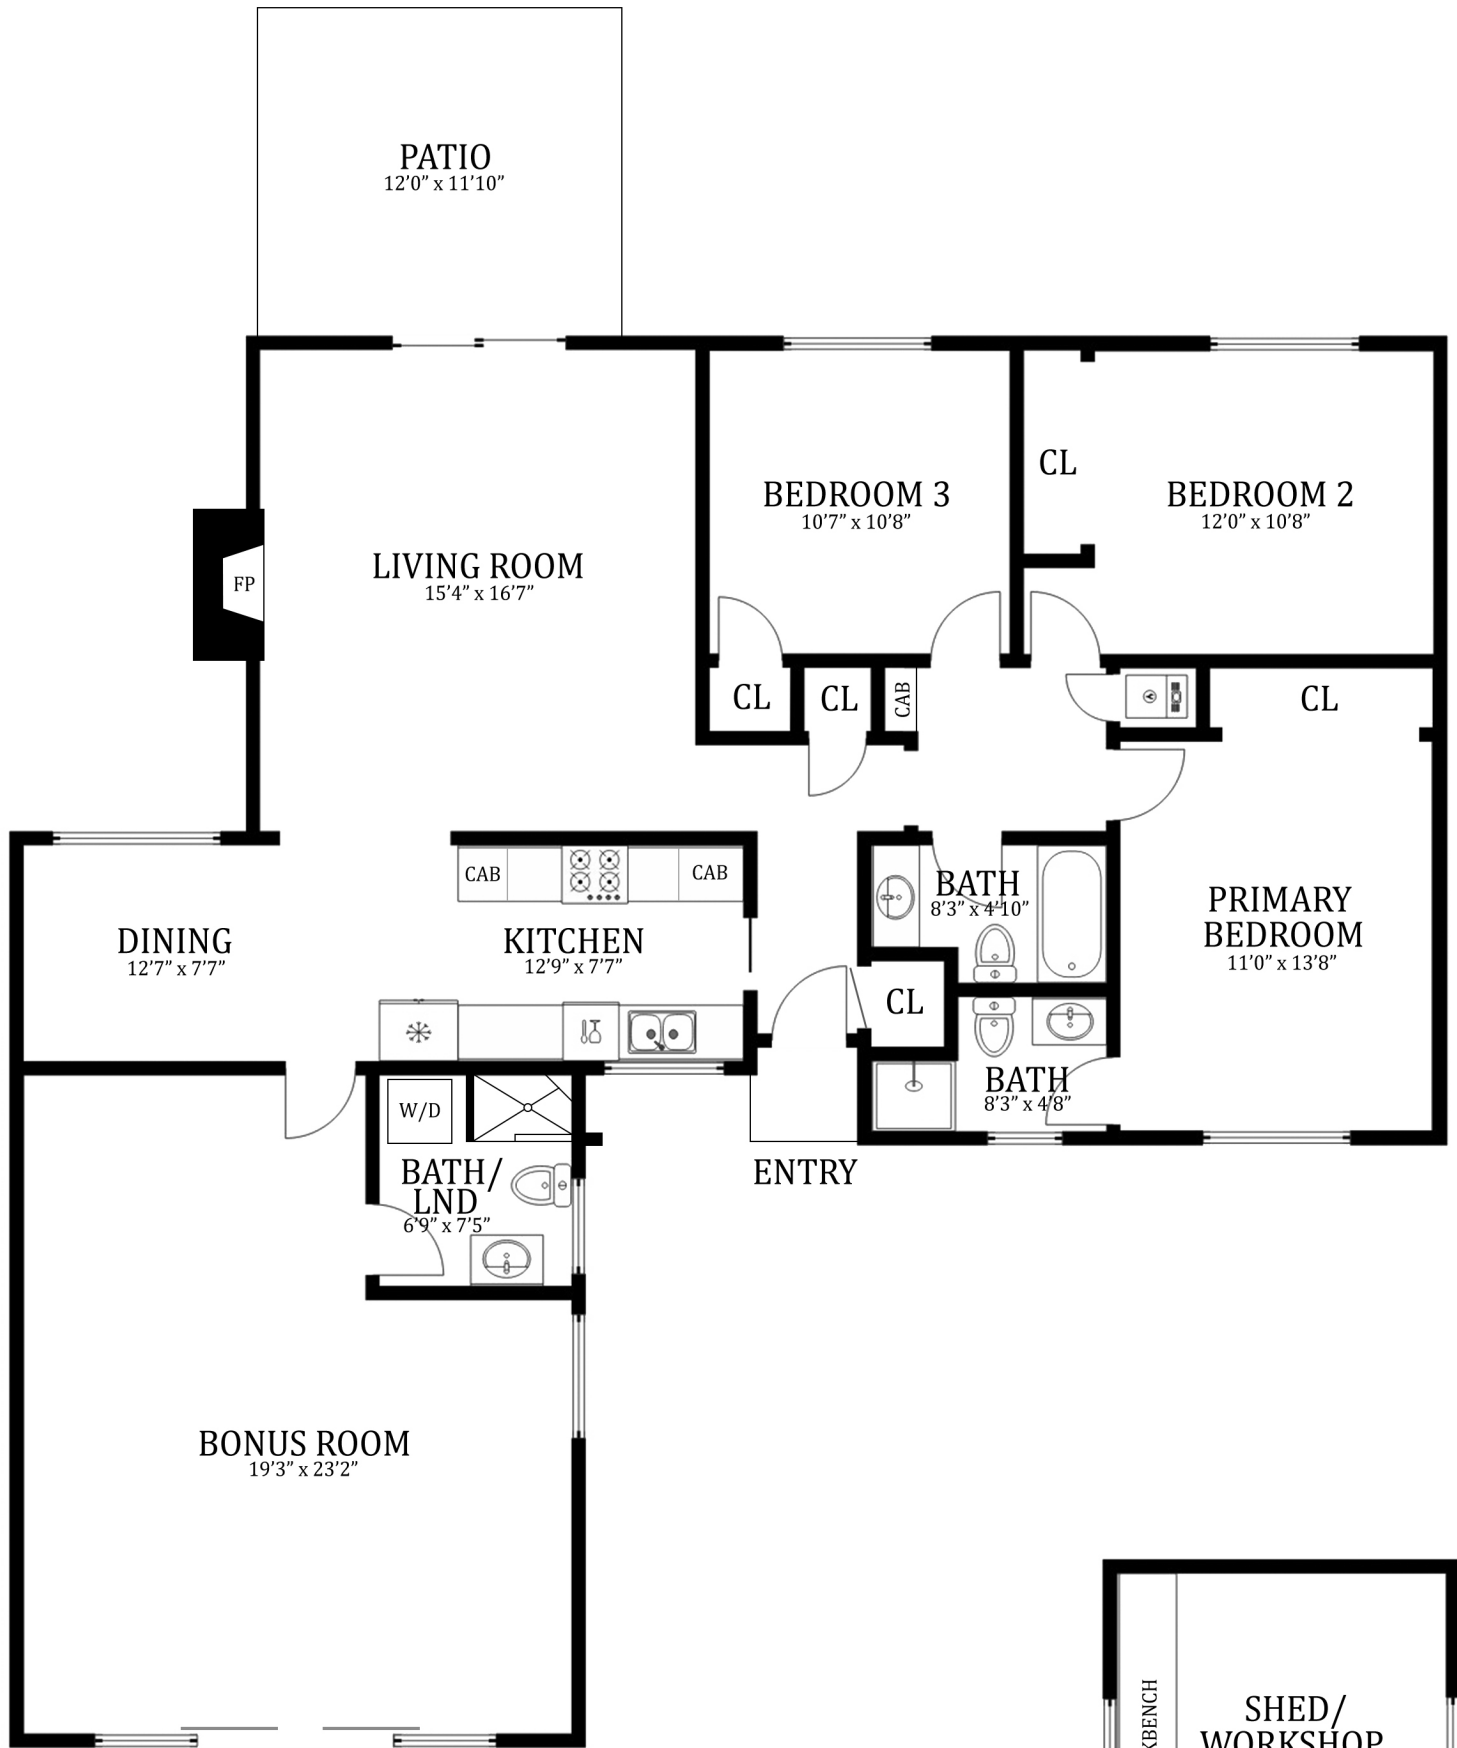 PATIO
12’0” x 11’10”
BEDROOM 3
10’7” x 10’8”
CL
BEDROOM 2
12’0” x 10’8”
LIVING ROOM
15’4” x 16’7”
FP
CL
CL
CAB
CL
CAB
CAB
BATH
8’3” x 4’10”
PRIMARY
BEDROOM
11’0” x 13’8”
DINING
12’7” x 7’7”
KITCHEN
12’9” x 7’7”
CL
BATH
8’3” x 4’8”
W/D
BATH/
LND
6’9” x 7’5”
ENTRY
BONUS ROOM
19’3” x 23’2”
KBENCH
SHED/
WORKSHOP